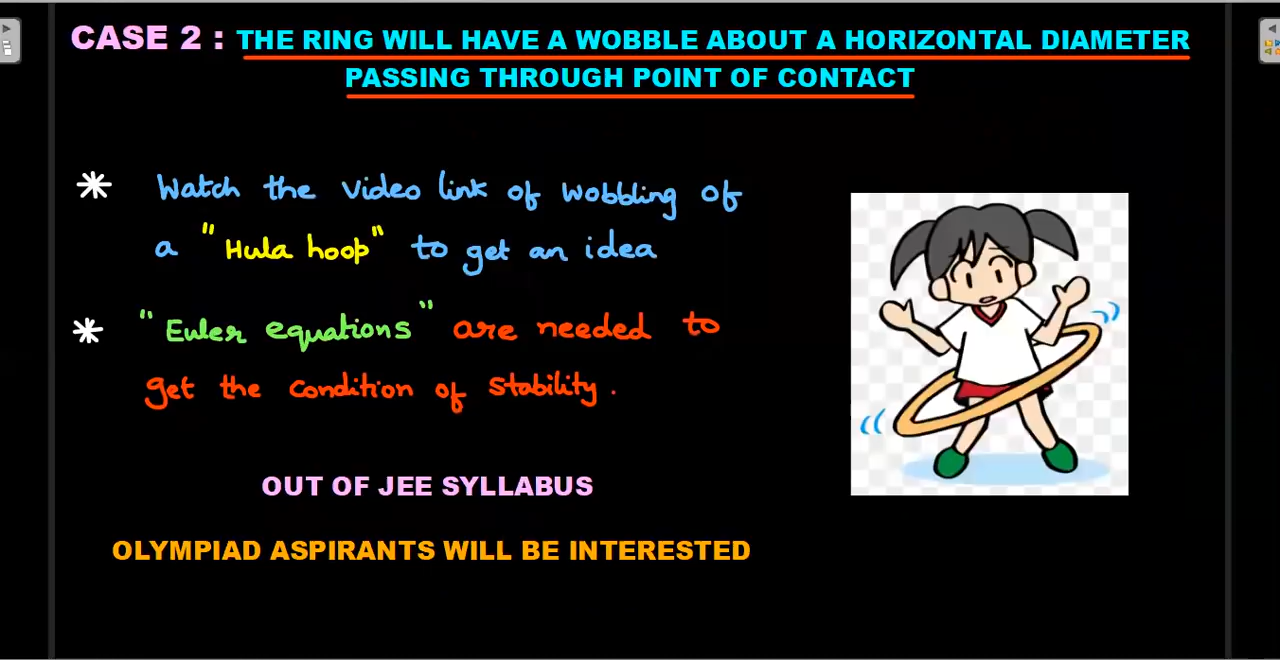 CASE 2 : THE RING WILL HAVE A WOBBLE ABOUT A HORIZONTAL DIAMETER
PASSING THROUGH POINT OF CONTACT
* Watch the video link of wobbling of
a "Hula hoop" to get an idea
* "Euler equations" are needed to
get the condition of stability.
OUT OF JEE SYLLABUS
OLYMPIAD ASPIRANTS WILL BE INTERESTED